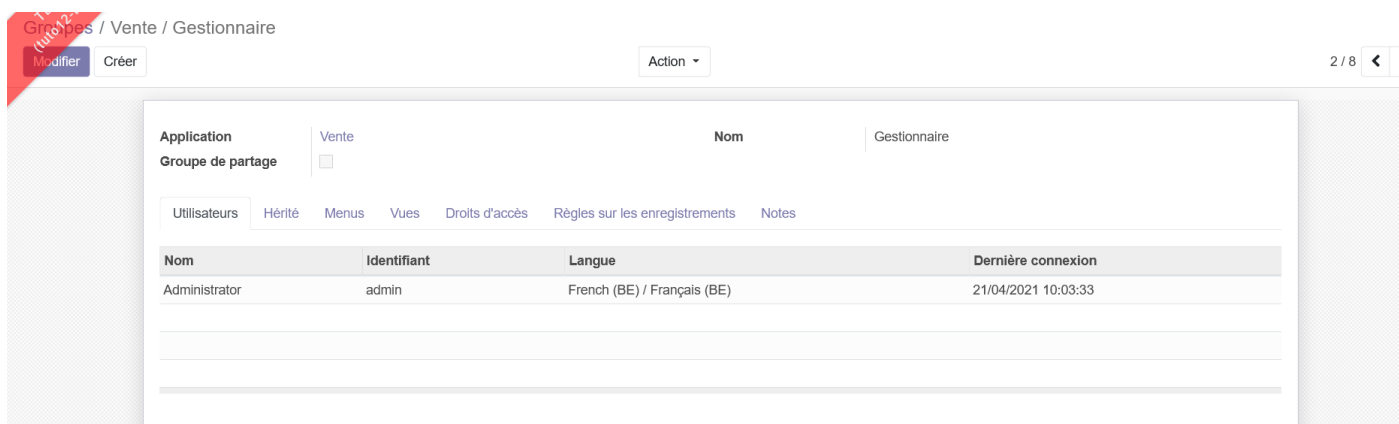 Groupes / Vente / Gestionnaire
Modifier Créer Action 2 / 8
Application Vente Nom Gestionnaire
Groupe de partage
Utilisateurs Hérité Menus Vues Droits d'accès Règles sur les enregistrements Notes
Nom Identifiant Langue Dernière connexion
Administrator admin French (BE) / Français (BE) 21/04/2021 10:03:33